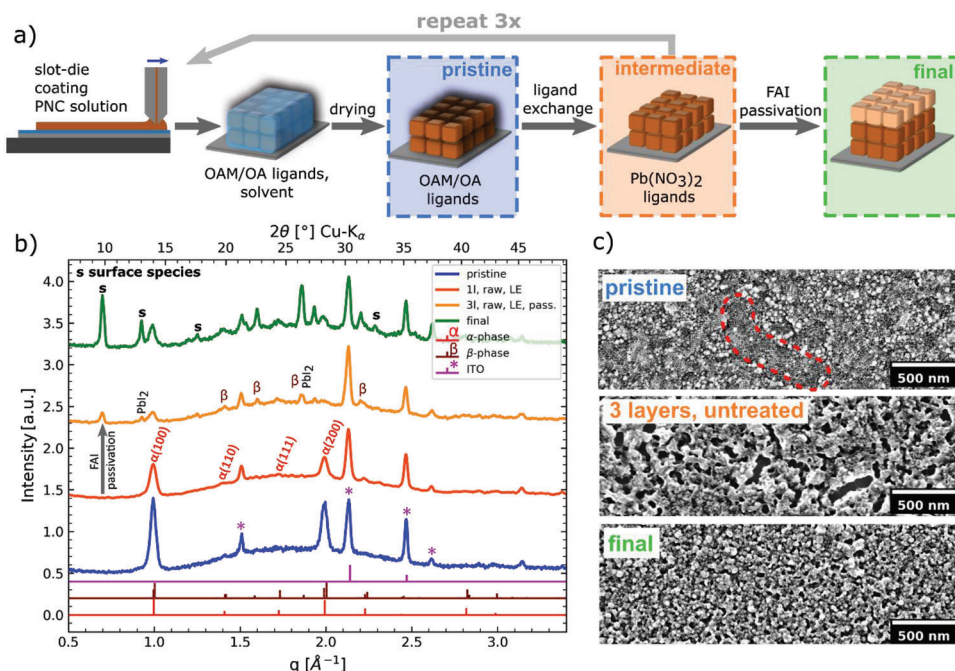 a)
repeat 3x
slot-die
coating
PNC solution
OAM/OA ligands,
solvent
drying
pristine
OAM/OA
ligands
ligand
exchange
intermediate
Pb(NO3)2
ligands
FAI
passivation
final
b)
2θ [°] Cu-Kα
10 15 20 25 30 35 40 45
s surface species
s
s
s
s
pristine
1l, raw, LE
3l, raw, LE, pass.
final
α
α-phase
β
β-phase
*
ITO
PbI2
β
β
β
PbI2
β
FAI
passivation
α(100)
α(110)
α(111)
α(200)
*
*
*
*
Intensity [a.u.]
4.0
3.5
3.0
2.5
2.0
1.5
1.0
0.5
0.0
0.5 1.0 1.5 2.0 2.5 3.0
q [Å−1]
c)
pristine
500 nm
3 layers, untreated
500 nm
final
500 nm